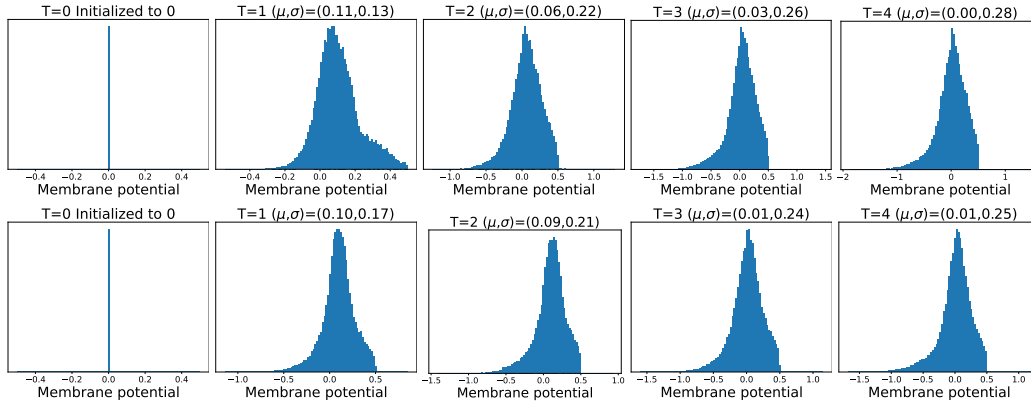 T=0 Initialized to 0
T=1 (μ,σ)=(0.11,0.13)
T=2 (μ,σ)=(0.06,0.22)
T=3 (μ,σ)=(0.03,0.26)
T=4 (μ,σ)=(0.00,0.28)
−0.4 −0.2 0.0 0.2 0.4
−0.4 −0.2 0.0 0.2 0.4
−1.0 −0.5 0.0 0.5 1.0
−1.5 −1.0 −0.5 0.0 0.5 1.0 1.5
−2 −1 0 1
Membrane potential
Membrane potential
Membrane potential
Membrane potential
Membrane potential
T=0 Initialized to 0
T=1 (μ,σ)=(0.10,0.17)
T=2 (μ,σ)=(0.09,0.21)
T=3 (μ,σ)=(0.01,0.24)
T=4 (μ,σ)=(0.01,0.25)
−0.4 −0.2 0.0 0.2 0.4
−1.0 −0.5 0.0 0.5
−1.5 −1.0 −0.5 0.0 0.5 1.0
−1.5 −1.0 −0.5 0.0 0.5 1.0
−1.5 −1.0 −0.5 0.0 0.5 1.0
Membrane potential
Membrane potential
Membrane potential
Membrane potential
Membrane potential